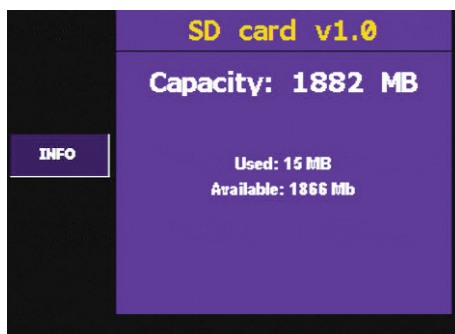 SD card v1.0
Capacity: 1882 MB
INFO
Used: 15 MB
Available: 1866 Mb